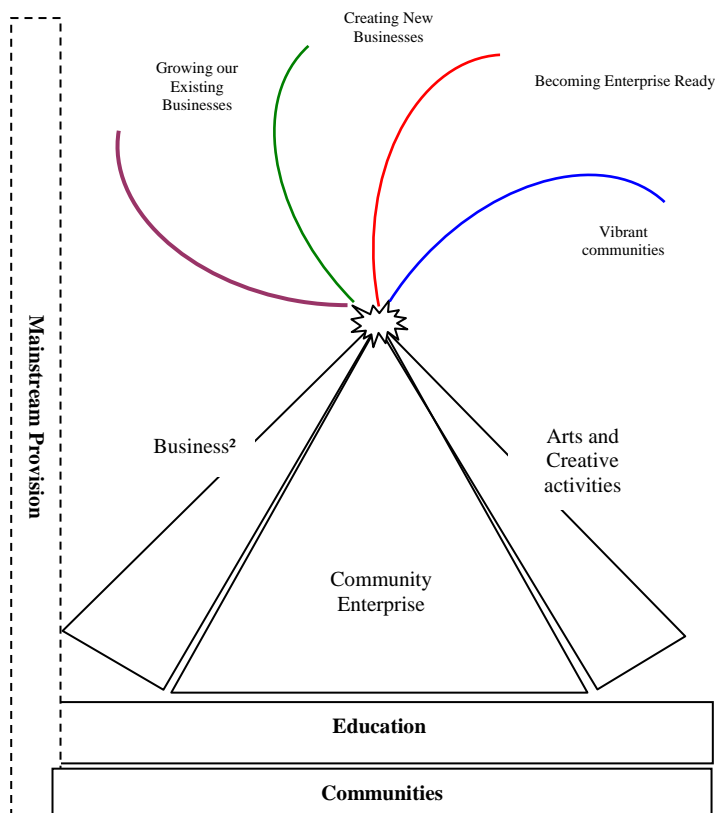 Creating New
Businesses
Growing our
Existing
Businesses
Becoming Enterprise Ready
Vibrant
communities
Mainstream Provision
Business²
Arts and
Creative
activities
Community
Enterprise
Education
Communities